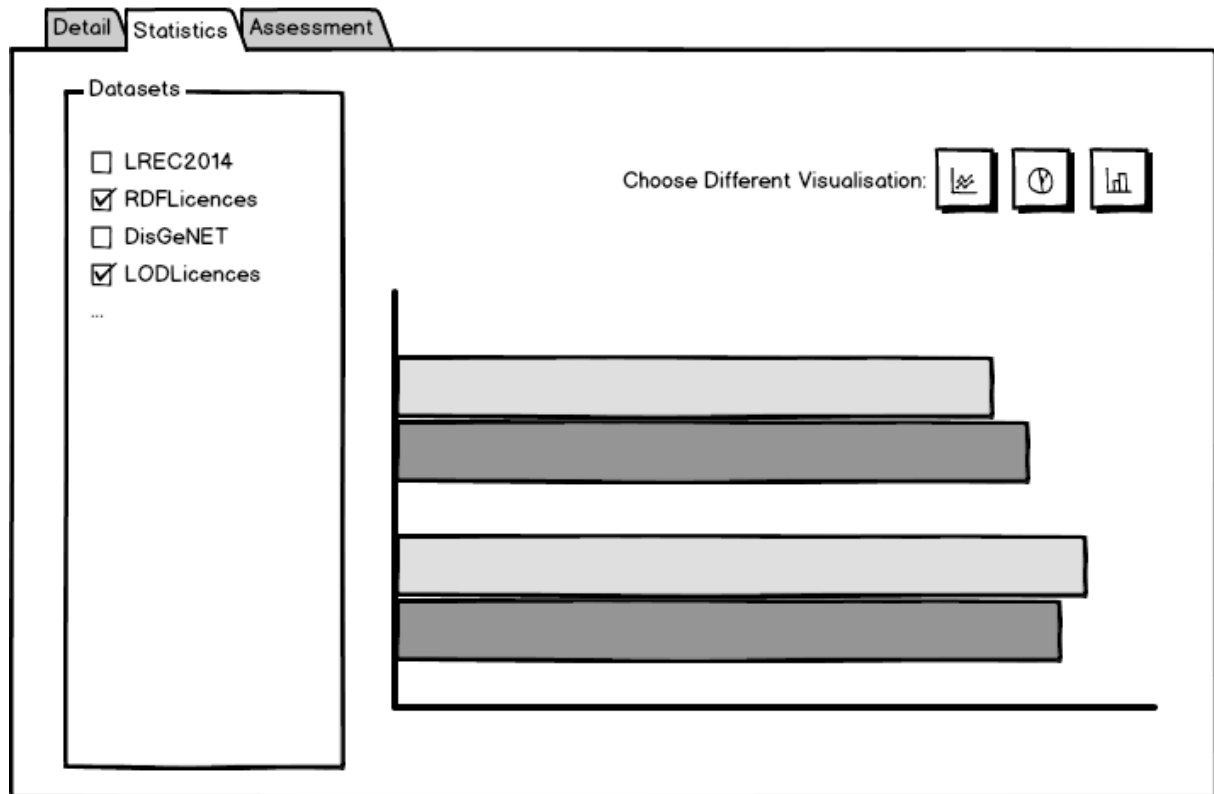 Detail Statistics Assessment
Datasets
LREC2014
RDFLicences
DisGeNET
LODLicences
...
Choose Different Visualisation: